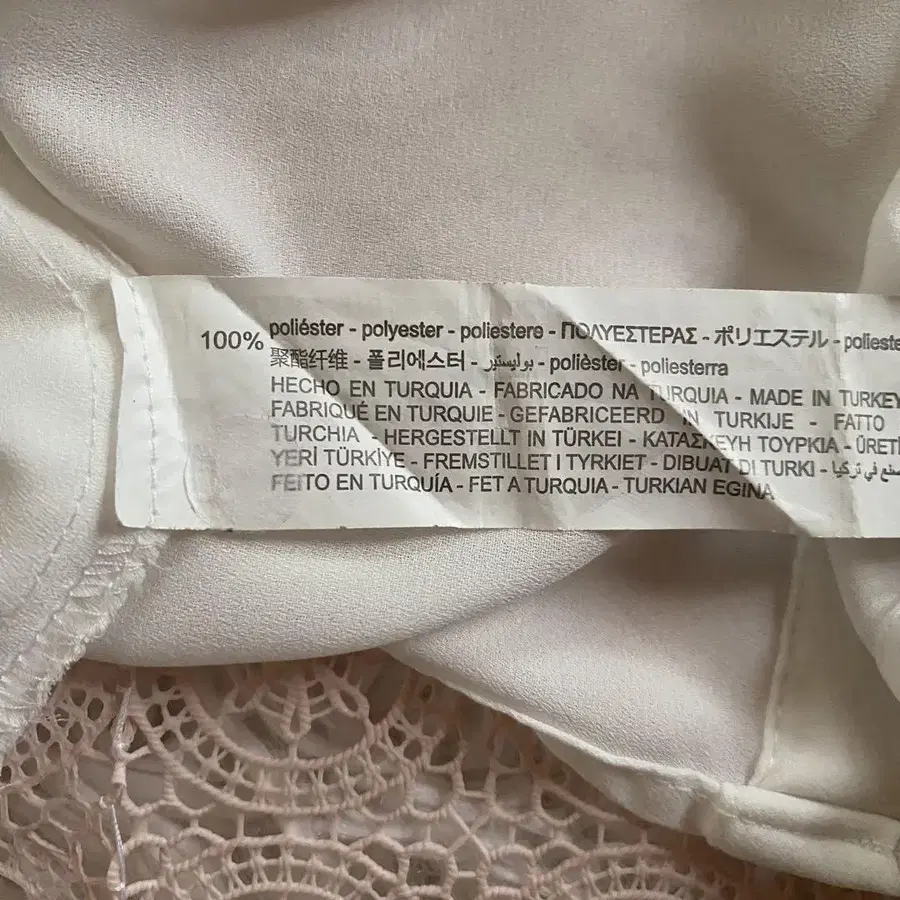 100% poliéster - polyester - poliestere - ΠΟΛΥΕΣΤΕΡΑΣ - ポリエステル - polieste
聚酯纤维 - 폴리에스터 - بوليستير - polièster - poliesterra
HECHO EN TURQUIA - FABRICADO NA TURQUIA - MADE IN TURKEY
FABRIQUÉ EN TURQUIE - GEFABRICEERD IN TURKIJE - FATTO
TURCHIA - HERGESTELLT IN TÜRKEI - ΚΑΤΑΣΚΕΥΗ ΤΟΥΡΚΙΑ - ÜRETİ
YERİ TÜRKİYE - FREMSTILLET I TYRKIET - DIBUAT DI TURKI - صنع في تركيا
FEITO EN TURQUÍA - FET A TURQUIA - TURKIAN EGINA